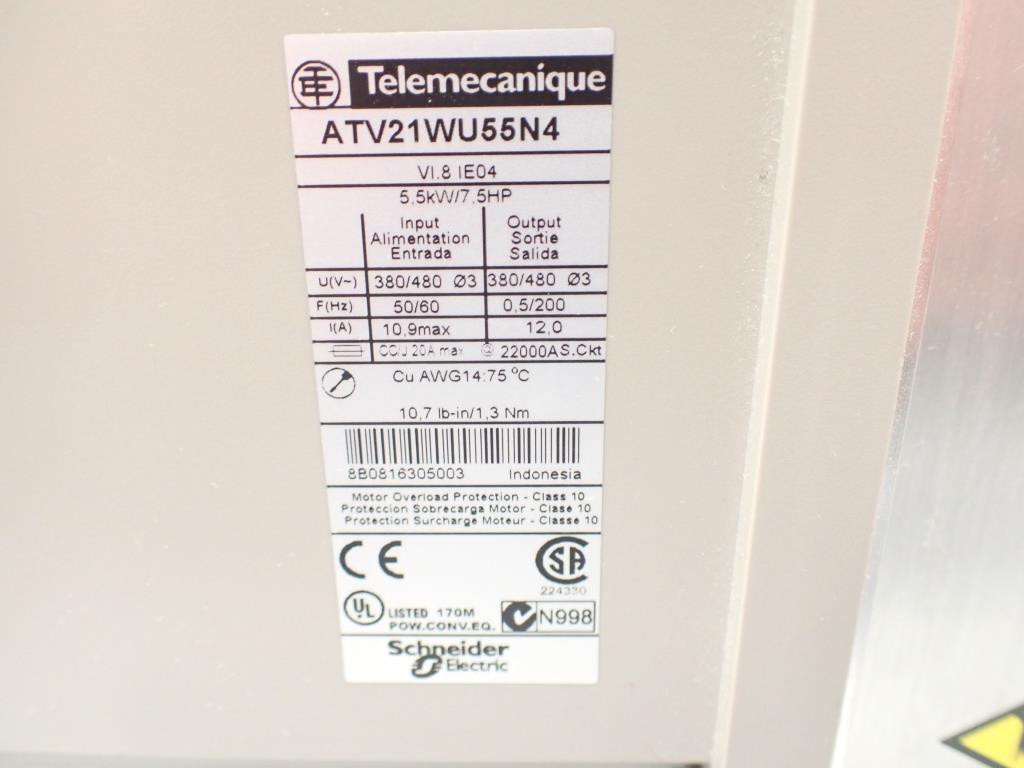 Telemecanique
ATV21WU55N4
V1.8 IE04
5,5kW/7,5HP
Input Output
Alimentation Sortie
Entrada Salida
U(V~) 380/480 Ø3 380/480 Ø3
F(Hz) 50/60 0,5/200
I(A) 10,9max 12,0
CC/J 20A max @ 22000AS.Ckt
Cu AWG14:75 °C
10,7 lb-in/1,3 Nm
8B0816305003 Indonesia
Motor Overload Protection - Class 10
Proteccion Sobrecarga Motor - Clase 10
Protection Surcharge Moteur - Classe 10
CE SA
224330
UL LISTED 170M N998
POW.CONV.EQ.
Schneider
Electric